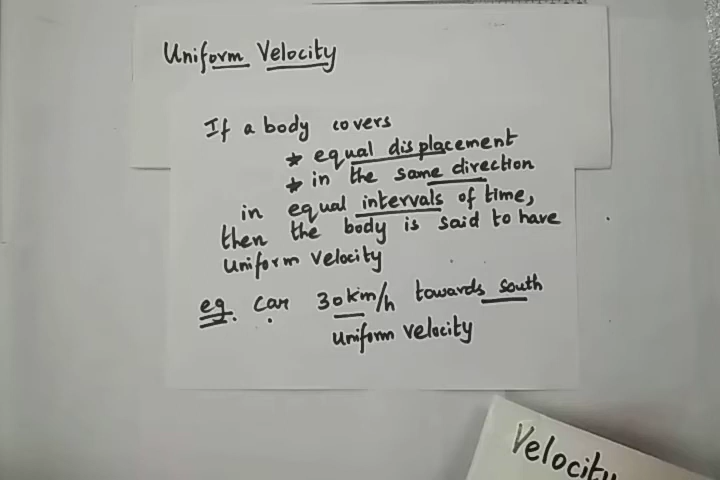 Uniform Velocity
If a body covers
* equal displacement
* in the same direction
in equal intervals of time,
then the body is said to have
uniform velocity
eg. Car 30km/h towards south
uniform velocity
Velocity